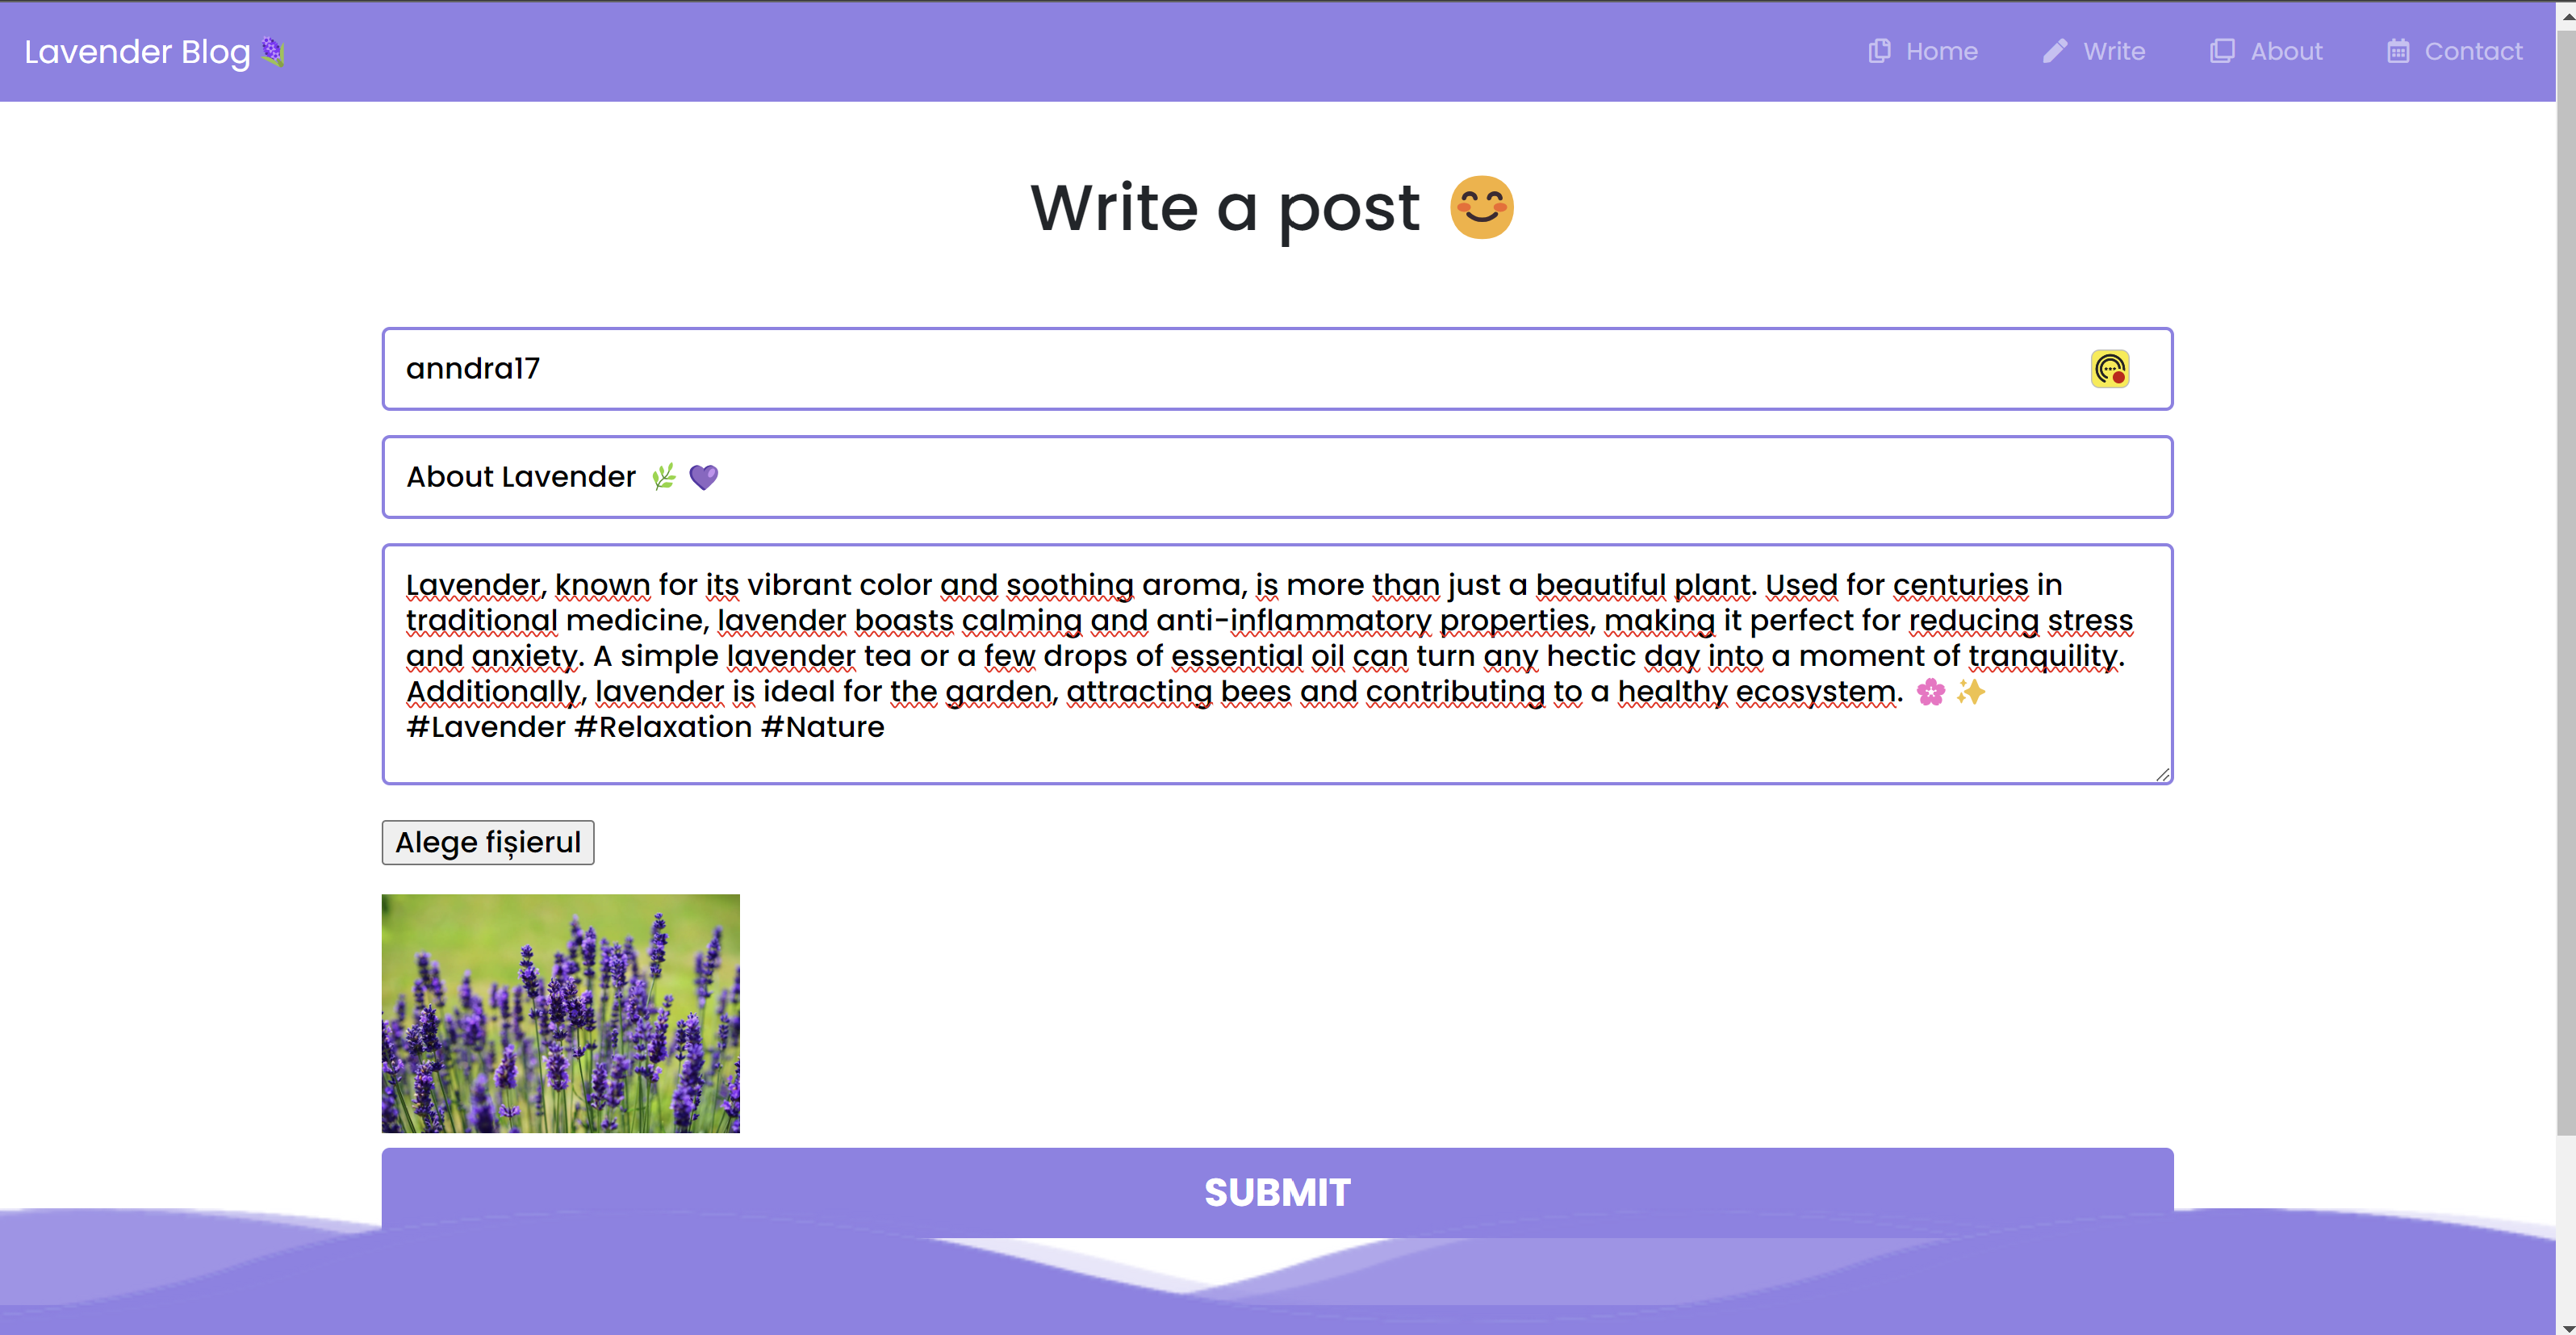 Lavender Blog
Home
Write
About
Contact
Write a post 😊
anndra17
About Lavender 🌿 💜
Lavender, known for its vibrant color and soothing aroma, is more than just a beautiful plant. Used for centuries in
traditional medicine, lavender boasts calming and anti-inflammatory properties, making it perfect for reducing stress
and anxiety. A simple lavender tea or a few drops of essential oil can turn any hectic day into a moment of tranquility.
Additionally, lavender is ideal for the garden, attracting bees and contributing to a healthy ecosystem. 🌸 ✨
#Lavender #Relaxation #Nature
Alege fișierul
SUBMIT